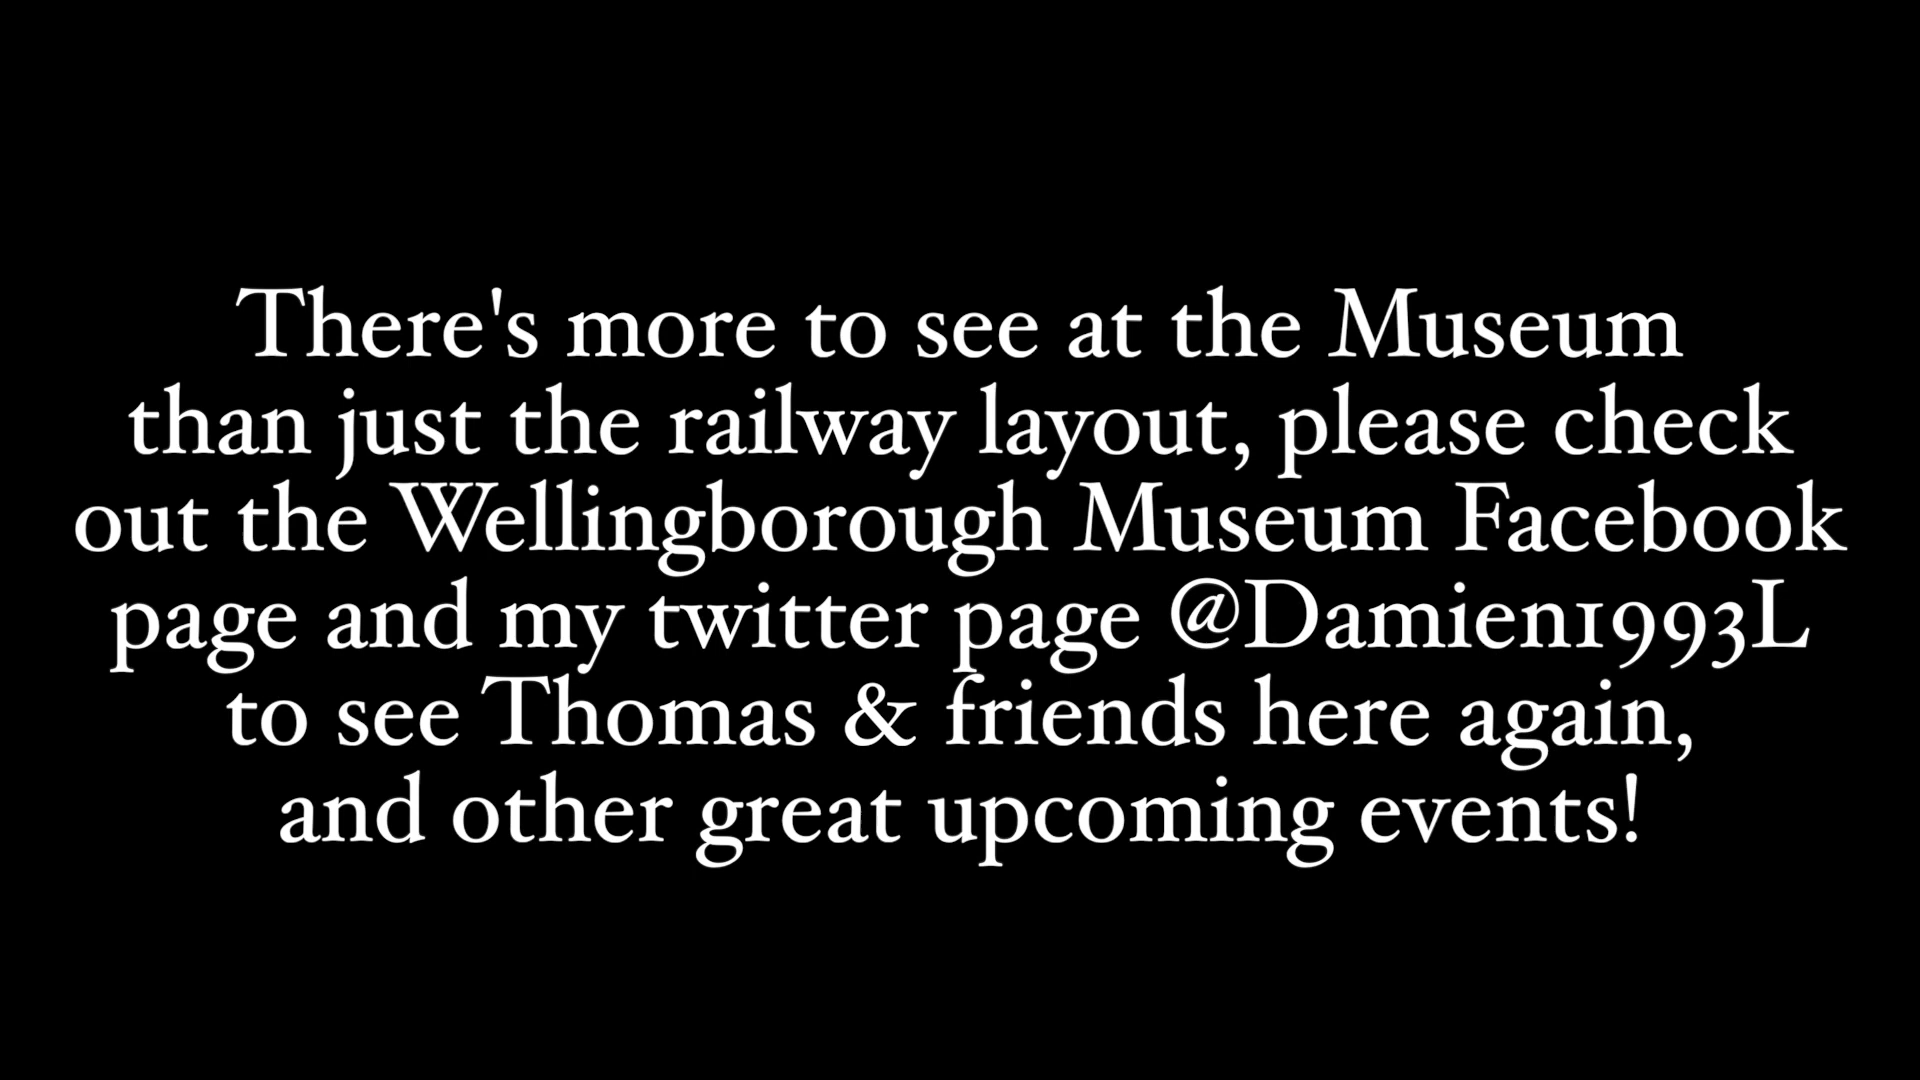 There's more to see at the Museum
than just the railway layout, please check
out the Wellingborough Museum Facebook
page and my twitter page @Damien1993L
to see Thomas & friends here again,
and other great upcoming events!